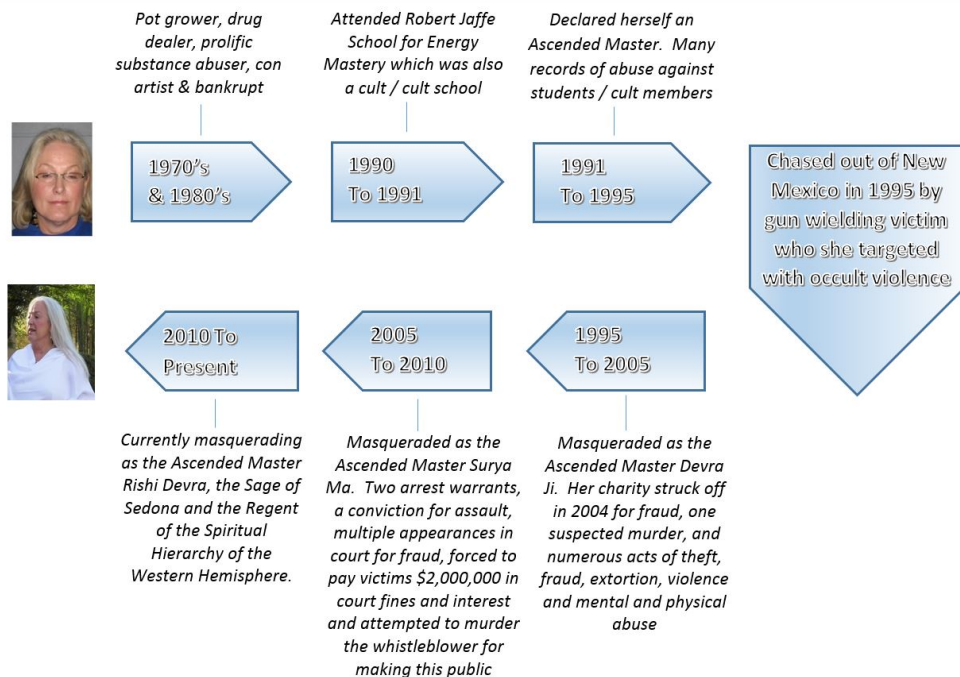 Pot grower, drug
dealer, prolific
substance abuser, con
artist & bankrupt
Attended Robert Jaffe
School for Energy
Mastery which was also
a cult / cult school
Declared herself an
Ascended Master. Many
records of abuse against
students / cult members
1970's
& 1980's
1990
To 1991
1991
To 1995
Chased out of New
Mexico in 1995 by
gun wielding victim
who she targeted
with occult violence
2010 To
Present
2005
To 2010
1995
To 2005
Currently masquerading
as the Ascended Master
Rishi Devra, the Sage of
Sedona and the Regent
of the Spiritual
Hierarchy of the
Western Hemisphere.
Masqueraded as the
Ascended Master Surya
Ma. Two arrest warrants,
a conviction for assault,
multiple appearances in
court for fraud, forced to
pay victims $2,000,000 in
court fines and interest
and attempted to murder
the whistleblower for
making this public
Masqueraded as the
Ascended Master Devra
Ji. Her charity struck off
in 2004 for fraud, one
suspected murder, and
numerous acts of theft,
fraud, extortion, violence
and mental and physical
abuse